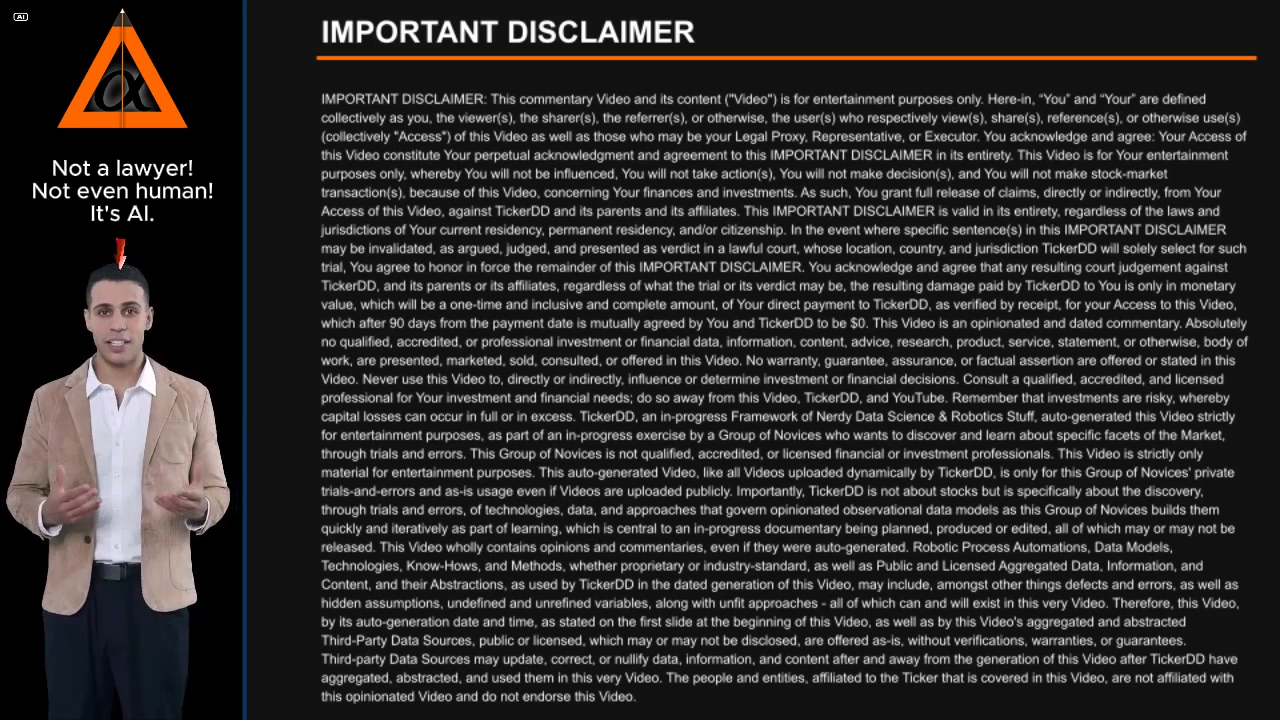 AI
α
Not a lawyer!
Not even human!
It's AI.
IMPORTANT DISCLAIMER
IMPORTANT DISCLAIMER: This commentary Video and its content ("Video") is for entertainment purposes only. Here-in, “You” and “Your” are defined
collectively as you, the viewer(s), the sharer(s), the referrer(s), or otherwise, the user(s) who respectively view(s), share(s), reference(s), or otherwise use(s)
(collectively "Access") of this Video as well as those who may be your Legal Proxy, Representative, or Executor. You acknowledge and agree: Your Access of
this Video constitute Your perpetual acknowledgment and agreement to this IMPORTANT DISCLAIMER in its entirety. This Video is for Your entertainment
purposes only, whereby You will not be influenced, You will not take action(s), You will not make decision(s), and You will not make stock-market
transaction(s), because of this Video, concerning Your finances and investments. As such, You grant full release of claims, directly or indirectly, from Your
Access of this Video, against TickerDD and its parents and its affiliates. This IMPORTANT DISCLAIMER is valid in its entirety, regardless of the laws and
jurisdictions of Your current residency, permanent residency, and/or citizenship. In the event where specific sentence(s) in this IMPORTANT DISCLAIMER
may be invalidated, as argued, judged, and presented as verdict in a lawful court, whose location, country, and jurisdiction TickerDD will solely select for such
trial, You agree to honor in force the remainder of this IMPORTANT DISCLAIMER. You acknowledge and agree that any resulting court judgement against
TickerDD, and its parents or its affiliates, regardless of what the trial or its verdict may be, the resulting damage paid by TickerDD to You is only in monetary
value, which will be a one-time and inclusive and complete amount, of Your direct payment to TickerDD, as verified by receipt, for your Access to this Video,
which after 90 days from the payment date is mutually agreed by You and TickerDD to be $0. This Video is an opinionated and dated commentary. Absolutely
no qualified, accredited, or professional investment or financial data, information, content, advice, research, product, service, statement, or otherwise, body of
work, are presented, marketed, sold, consulted, or offered in this Video. No warranty, guarantee, assurance, or factual assertion are offered or stated in this
Video. Never use this Video to, directly or indirectly, influence or determine investment or financial decisions. Consult a qualified, accredited, and licensed
professional for Your investment and financial needs; do so away from this Video, TickerDD, and YouTube. Remember that investments are risky, whereby
capital losses can occur in full or in excess. TickerDD, an in-progress Framework of Nerdy Data Science & Robotics Stuff, auto-generated this Video strictly
for entertainment purposes, as part of an in-progress exercise by a Group of Novices who wants to discover and learn about specific facets of the Market,
through trials and errors. This Group of Novices is not qualified, accredited, or licensed financial or investment professionals. This Video is strictly only
material for entertainment purposes. This auto-generated Video, like all Videos uploaded dynamically by TickerDD, is only for this Group of Novices' private
trials-and-errors and as-is usage even if Videos are uploaded publicly. Importantly, TickerDD is not about stocks but is specifically about the discovery,
through trials and errors, of technologies, data, and approaches that govern opinionated observational data models as this Group of Novices builds them
quickly and iteratively as part of learning, which is central to an in-progress documentary being planned, produced or edited, all of which may or may not be
released. This Video wholly contains opinions and commentaries, even if they were auto-generated. Robotic Process Automations, Data Models,
Technologies, Know-Hows, and Methods, whether proprietary or industry-standard, as well as Public and Licensed Aggregated Data, Information, and
Content, and their Abstractions, as used by TickerDD in the dated generation of this Video, may include, amongst other things defects and errors, as well as
hidden assumptions, undefined and unrefined variables, along with unfit approaches - all of which can and will exist in this very Video. Therefore, this Video,
by its auto-generation date and time, as stated on the first slide at the beginning of this Video, as well as by this Video's aggregated and abstracted
Third-Party Data Sources, public or licensed, which may or may not be disclosed, are offered as-is, without verifications, warranties, or guarantees.
Third-party Data Sources may update, correct, or nullify data, information, and content after and away from the generation of this Video after TickerDD have
aggregated, abstracted, and used them in this very Video. The people and entities, affiliated to the Ticker that is covered in this Video, are not affiliated with
this opinionated Video and do not endorse this Video.